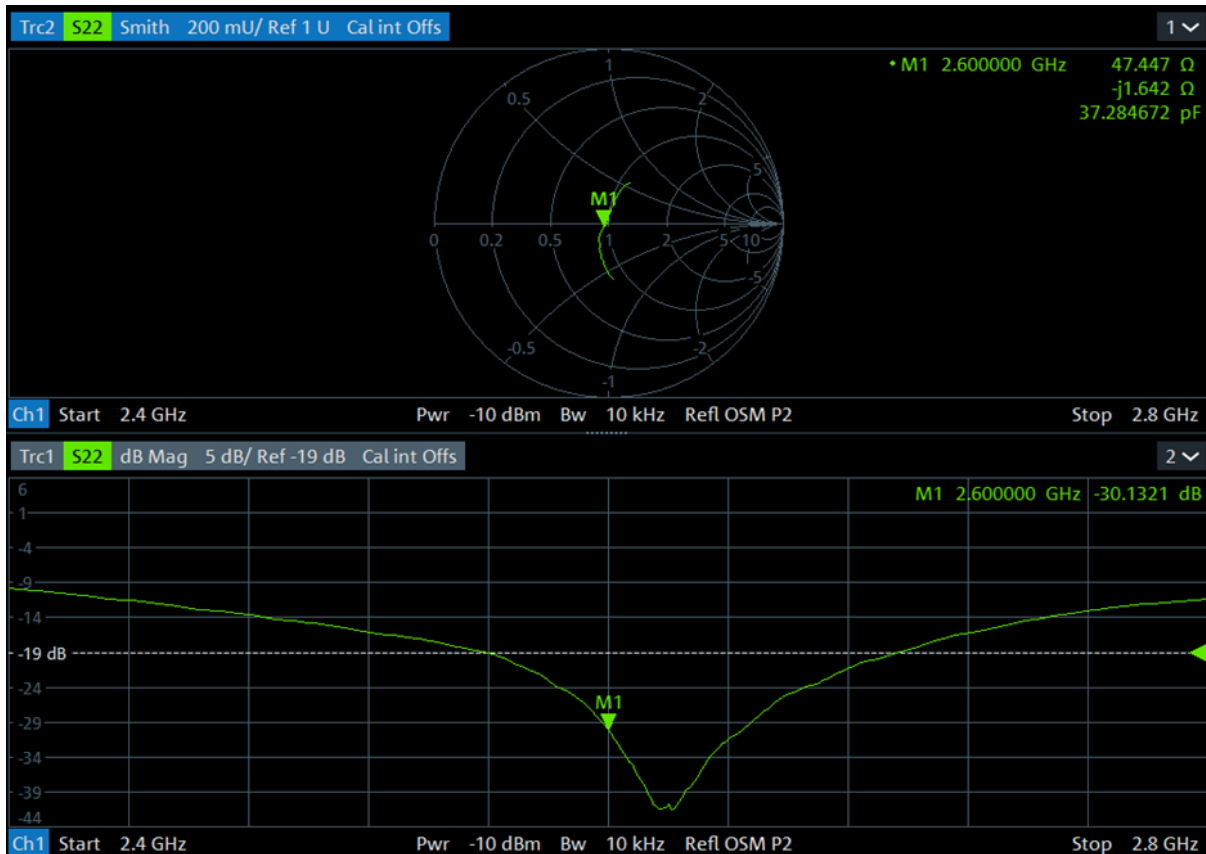 Trc2 S22 Smith 200 mU/ Ref 1 U Cal int Offs 1
• M1 2.600000 GHz 47.447 Ω
-j1.642 Ω
37.284672 pF
1
0.5 2
5
M1
0 0.2 0.5 1 2 5 10
-5
-0.5 -2
-1
Ch1 Start 2.4 GHz Pwr -10 dBm Bw 10 kHz Refl OSM P2 Stop 2.8 GHz
Trc1 S22 dB Mag 5 dB/ Ref -19 dB Cal int Offs 2
M1 2.600000 GHz -30.1321 dB
6
1
-4
-9
-14
-19 dB
-24
M1
-29
-34
-39
-44
Ch1 Start 2.4 GHz Pwr -10 dBm Bw 10 kHz Refl OSM P2 Stop 2.8 GHz